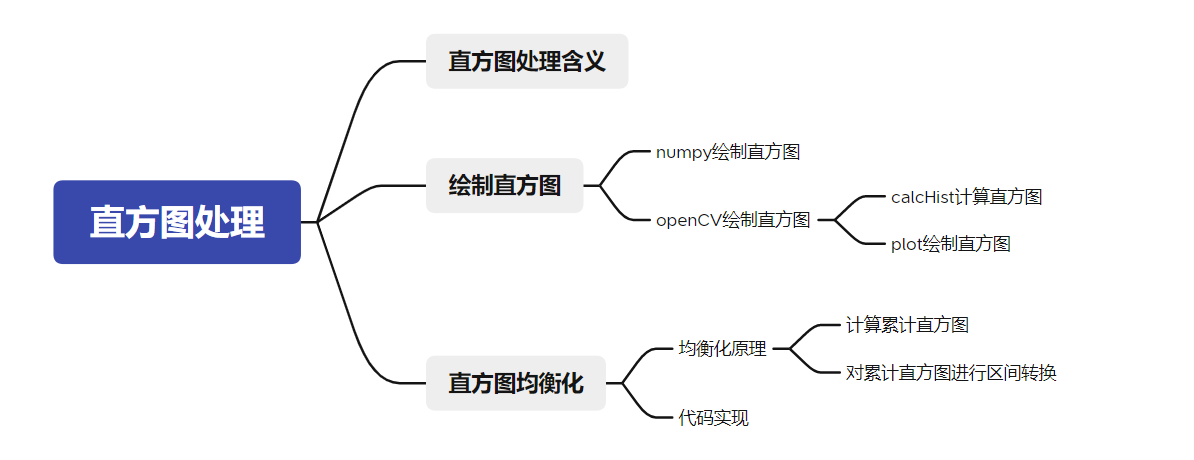 直方图处理
直方图处理含义
绘制直方图
numpy绘制直方图
openCV绘制直方图
calcHist计算直方图
plot绘制直方图
直方图均衡化
均衡化原理
计算累计直方图
对累计直方图进行区间转换
代码实现